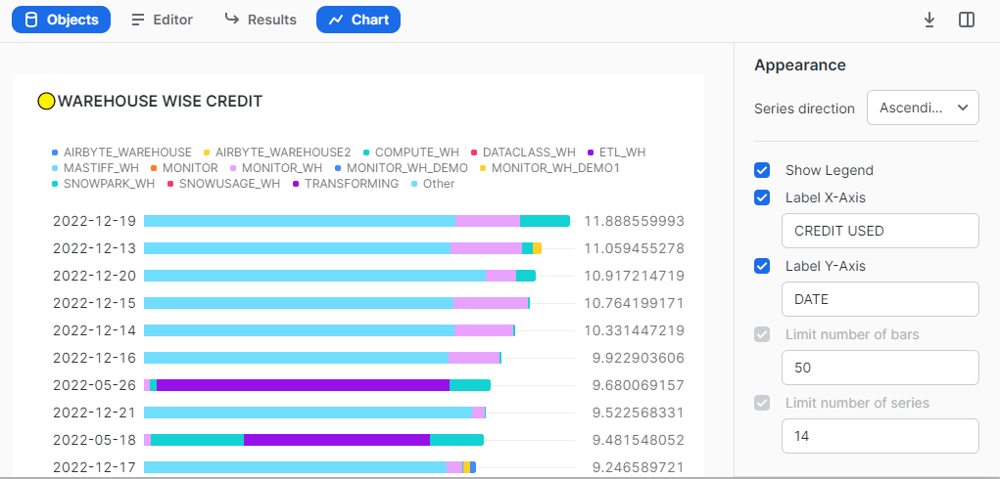 Objects Editor Results Chart
WAREHOUSE WISE CREDIT
AIRBYTE_WAREHOUSE AIRBYTE_WAREHOUSE2 COMPUTE_WH DATACLASS_WH ETL_WH
MASTIFF_WH MONITOR MONITOR_WH MONITOR_WH_DEMO MONITOR_WH_DEMO1
SNOWPARK_WH SNOWUSAGE_WH TRANSFORMING Other
2022-12-19 11.888559993
2022-12-13 11.059455278
2022-12-20 10.917214719
2022-12-15 10.764199171
2022-12-14 10.331447219
2022-12-16 9.922903606
2022-05-26 9.680069157
2022-12-21 9.522568331
2022-05-18 9.481548052
2022-12-17 9.246589721
Appearance
Series direction Ascendi...
Show Legend
Label X-Axis
CREDIT USED
Label Y-Axis
DATE
Limit number of bars
50
Limit number of series
14